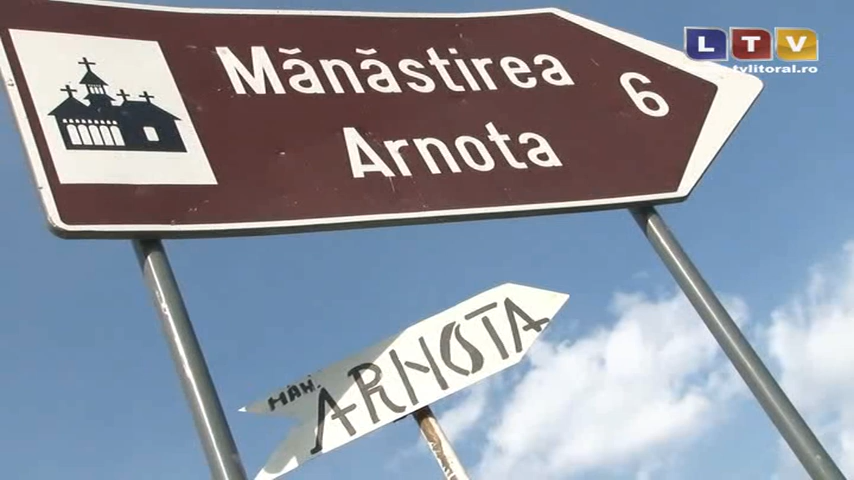 LTV
tvlitoral.ro
Mănăstirea
Arnota
6
MĂN.
ARNOTA